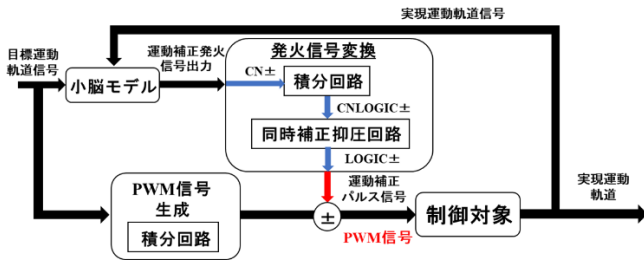 実現運動軌道信号
目標運動
軌道信号
小脳モデル
運動補正発火
信号出力
発火信号変換
CN±
積分回路
CNLOGIC±
同時補正抑圧回路
LOGIC±
運動補正
パルス信号
PWM信号
生成
積分回路
±
PWM信号
制御対象
実現運動
軌道